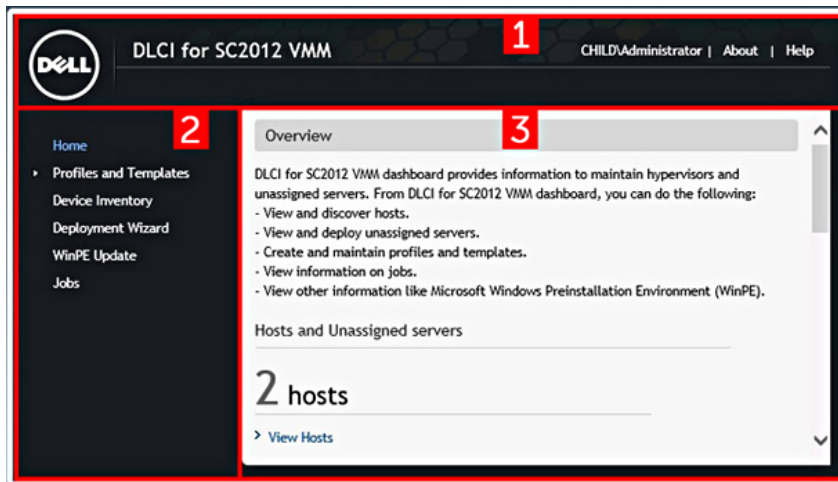 1
DELL
DLCI for SC2012 VMM
CHILD\Administrator | About | Help
2
Home
Profiles and Templates
Device Inventory
Deployment Wizard
WinPE Update
Jobs
3
Overview
DLCI for SC2012 VMM dashboard provides information to maintain hypervisors and
unassigned servers. From DLCI for SC2012 VMM dashboard, you can do the following:
- View and discover hosts.
- View and deploy unassigned servers.
- Create and maintain profiles and templates.
- View information on jobs.
- View other information like Microsoft Windows Preinstallation Environment (WinPE).
Hosts and Unassigned servers
2 hosts
> View Hosts